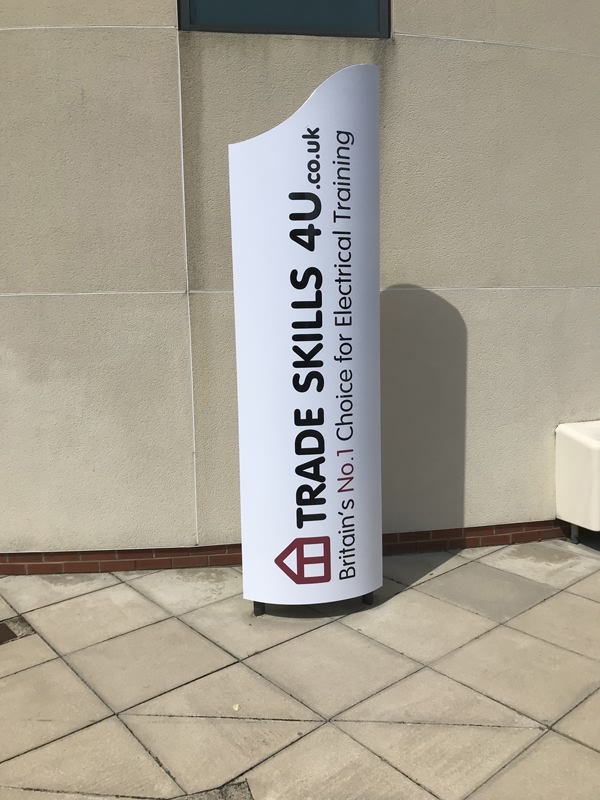 TRADE SKILLS 4U.co.uk
Britain's No.1 Choice for Electrical Training